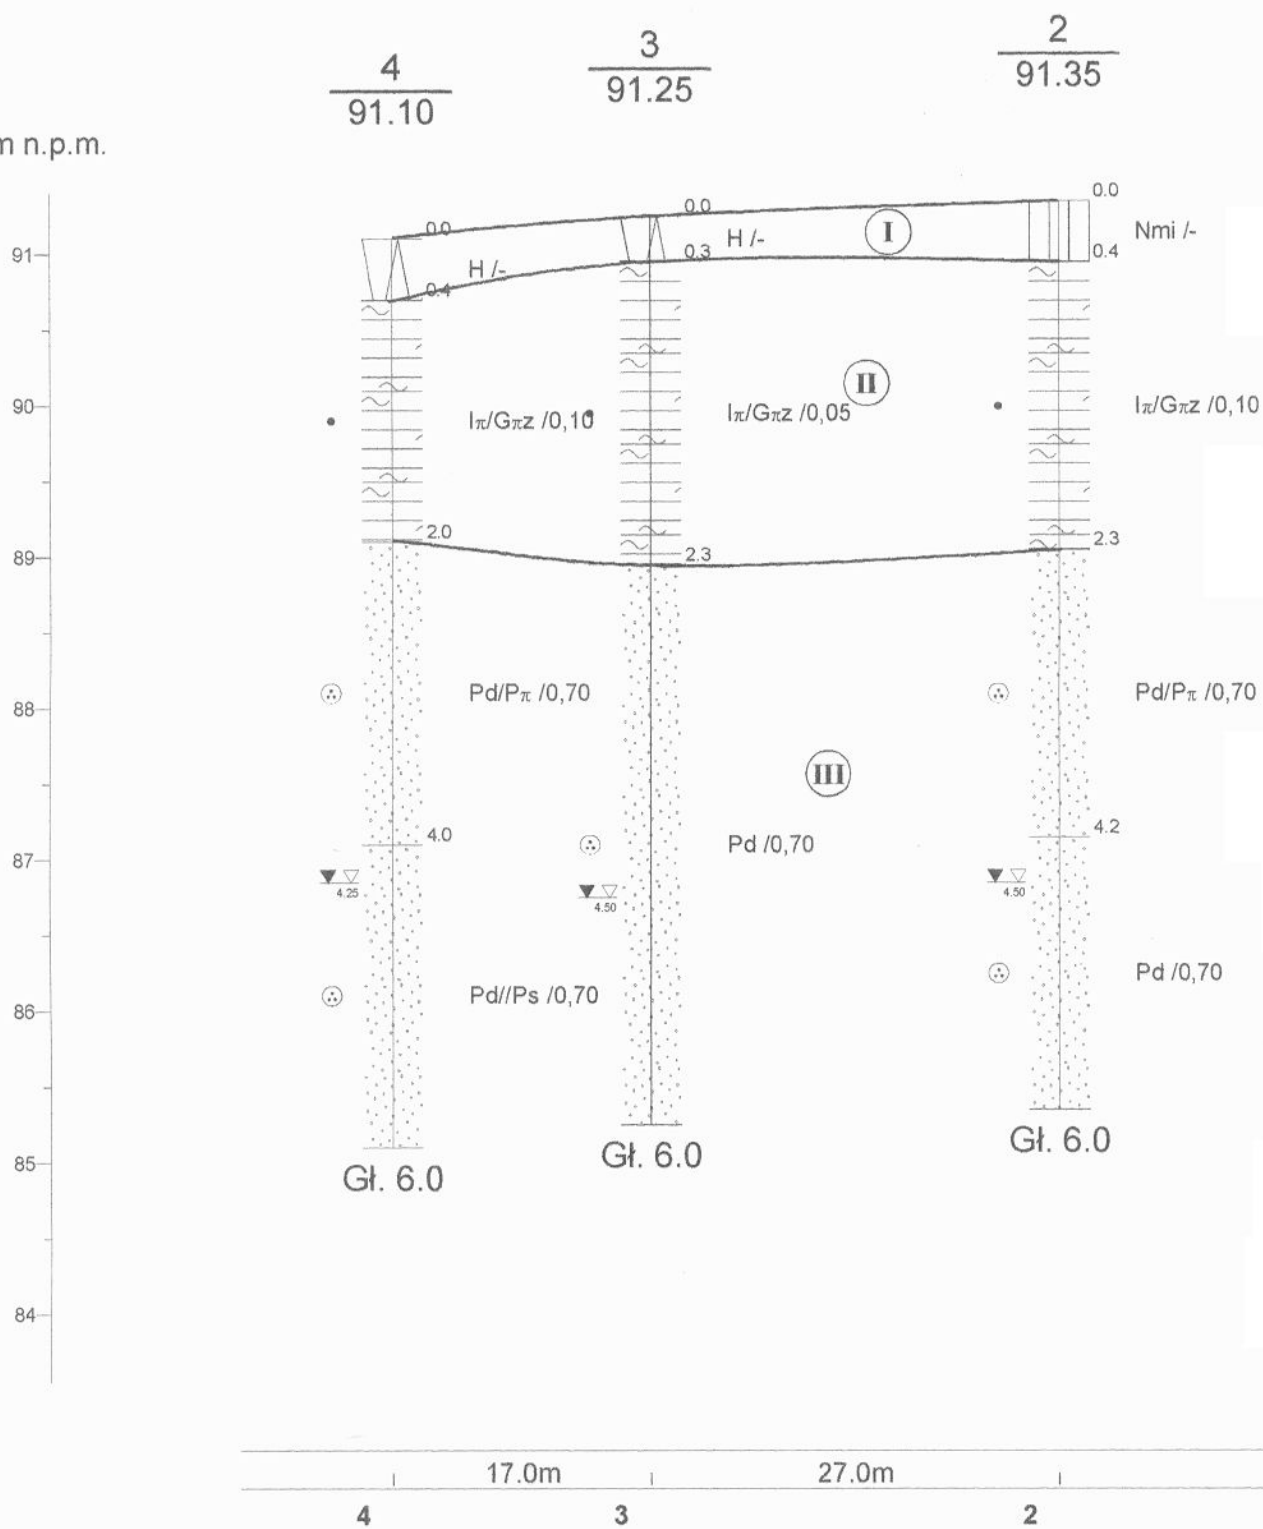 4
91.10
3
91.25
2
91.35
m n.p.m.
0.0
0.0
0.0
91
H /-
0.4
H /-
0.3
I
Nmi /-
0.4
90
Iπ/Gπz /0,10
Iπ/Gπz /0,05
II
Iπ/Gπz /0,10
89
2.0
2.3
2.3
88
Pd/Pπ /0,70
Pd/Pπ /0,70
III
87
4.0
Pd /0,70
4.2
4.25
4.50
4.50
86
Pd//Ps /0,70
Pd /0,70
85
Gł. 6.0
Gł. 6.0
Gł. 6.0
84
17.0m
27.0m
4
3
2